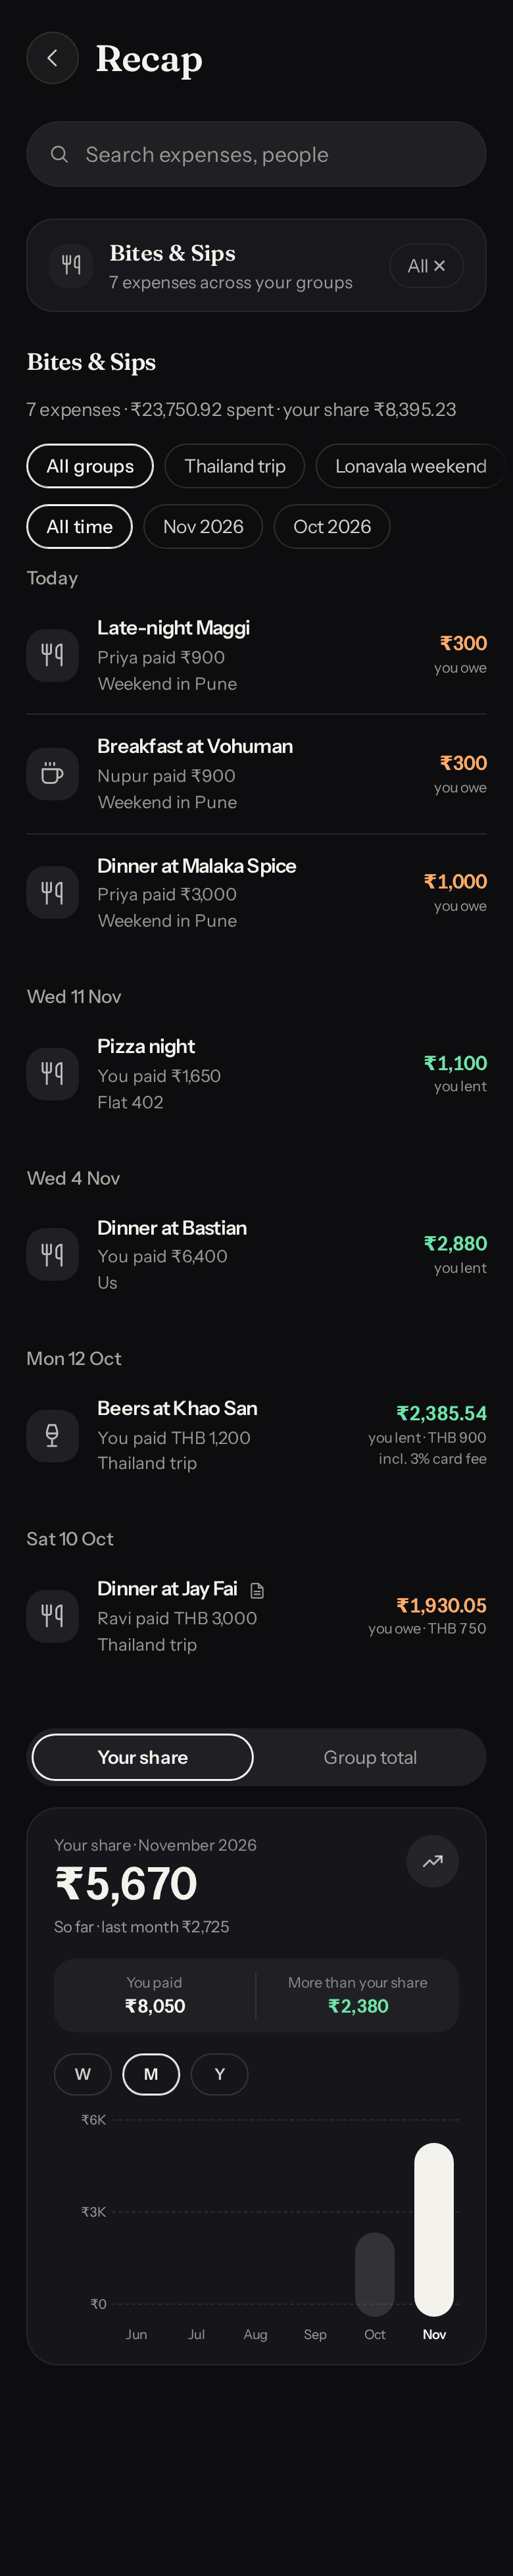 Recap
Search expenses, people
Bites & Sips
7 expenses across your groups
All ✕
Bites & Sips
7 expenses · ₹23,750.92 spent · your share ₹8,395.23
All groups
Thailand trip
Lonavala weekend
All time
Nov 2026
Oct 2026
Today
Late-night Maggi
Priya paid ₹900
Weekend in Pune
₹300
you owe
Breakfast at Vohuman
Nupur paid ₹900
Weekend in Pune
₹300
you owe
Dinner at Malaka Spice
Priya paid ₹3,000
Weekend in Pune
₹1,000
you owe
Wed 11 Nov
Pizza night
You paid ₹1,650
Flat 402
₹1,100
you lent
Wed 4 Nov
Dinner at Bastian
You paid ₹6,400
Us
₹2,880
you lent
Mon 12 Oct
Beers at Khao San
You paid THB 1,200
Thailand trip
₹2,385.54
you lent · THB 900
incl. 3% card fee
Sat 10 Oct
Dinner at Jay Fai
Ravi paid THB 3,000
Thailand trip
₹1,930.05
you owe · THB 750
Your share
Group total
Your share · November 2026
₹5,670
So far · last month ₹2,725
You paid
₹8,050
More than your share
₹2,380
W
M
Y
₹6K
₹3K
₹0
Jun
Jul
Aug
Sep
Oct
Nov